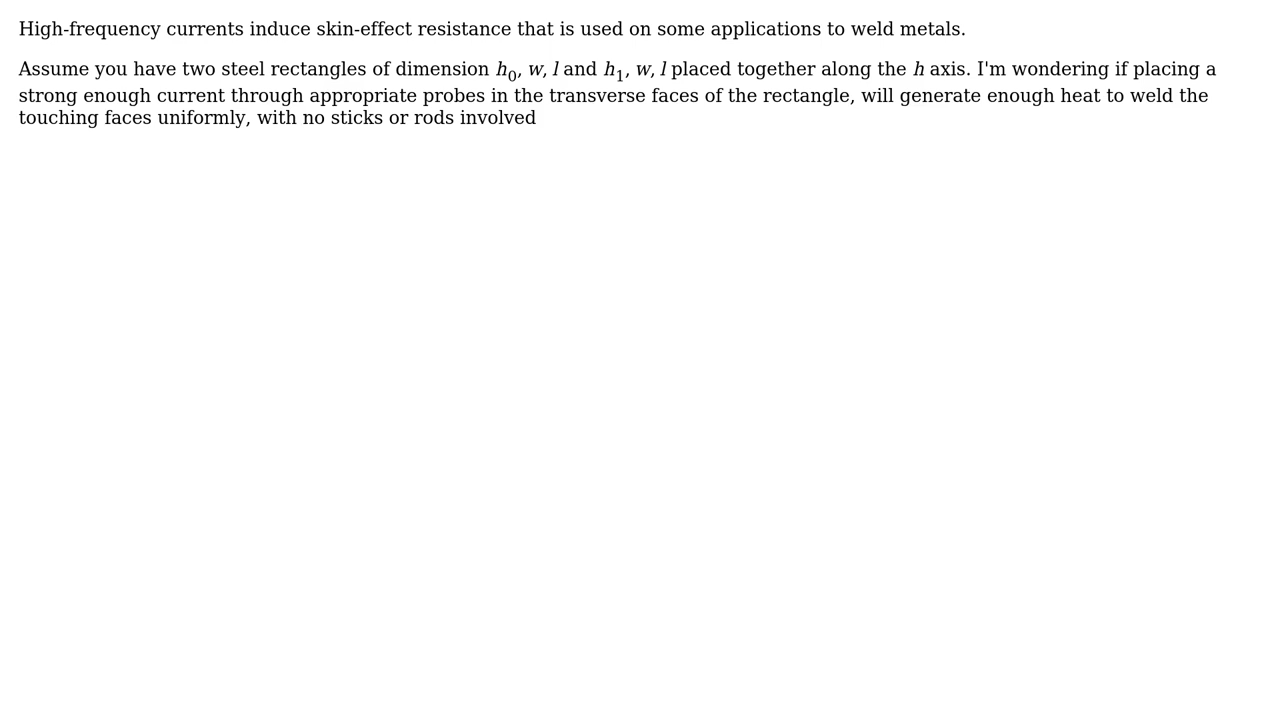 High-frequency currents induce skin-effect resistance that is used on some applications to weld metals.
Assume you have two steel rectangles of dimension h₀, w, l and h₁, w, l placed together along the h axis. I'm wondering if placing a
strong enough current through appropriate probes in the transverse faces of the rectangle, will generate enough heat to weld the
touching faces uniformly, with no sticks or rods involved